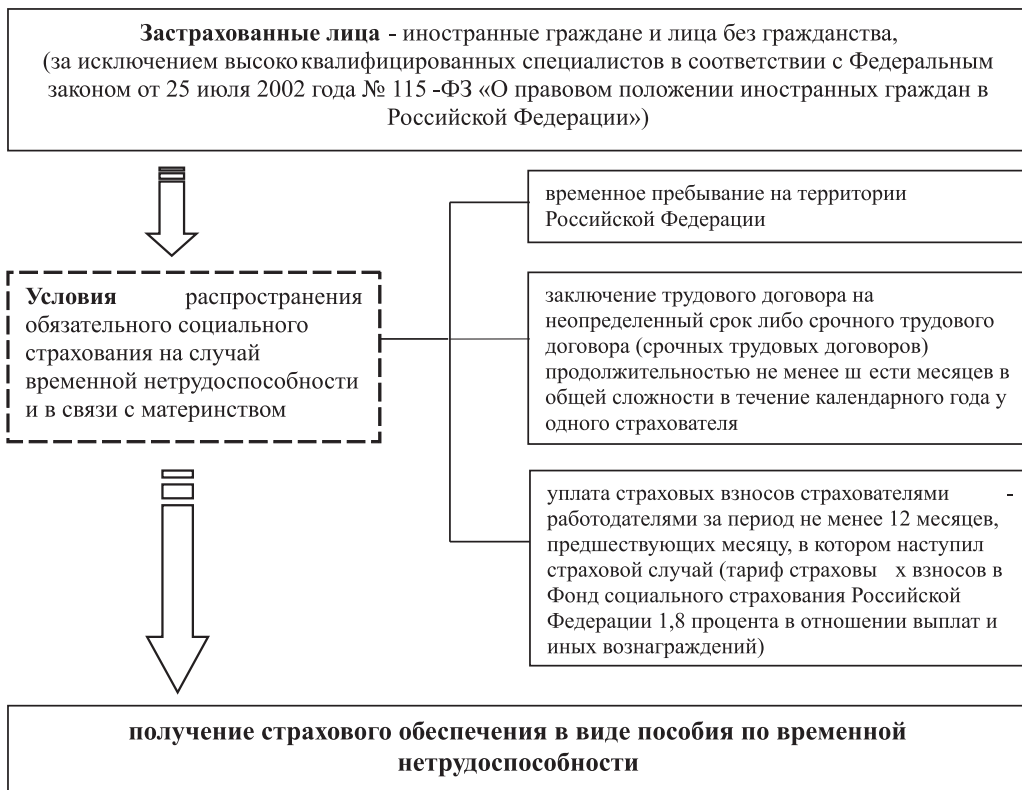 Застрахованные лица - иностранные граждане и лица без гражданства,
(за исключением высококвалифицированных специалистов в соответствии с Федеральным
законом от 25 июля 2002 года № 115 -ФЗ «О правовом положении иностранных граждан в
Российской Федерации»)
временное пребывание на территории
Российской Федерации
Условия распространения
обязательного социального
страхования на случай
временной нетрудоспособности
и в связи с материнством
заключение трудового договора на
неопределенный срок либо срочного трудового
договора (срочных трудовых договоров)
продолжительностью не менее ш ести месяцев в
общей сложности в течение календарного года у
одного страхователя
уплата страховых взносов страхователями -
работодателями за период не менее 12 месяцев,
предшествующих месяцу, в котором наступил
страховой случай (тариф страховы х взносов в
Фонд социального страхования Российской
Федерации 1,8 процента в отношении выплат и
иных вознаграждений)
получение страхового обеспечения в виде пособия по временной
нетрудоспособности